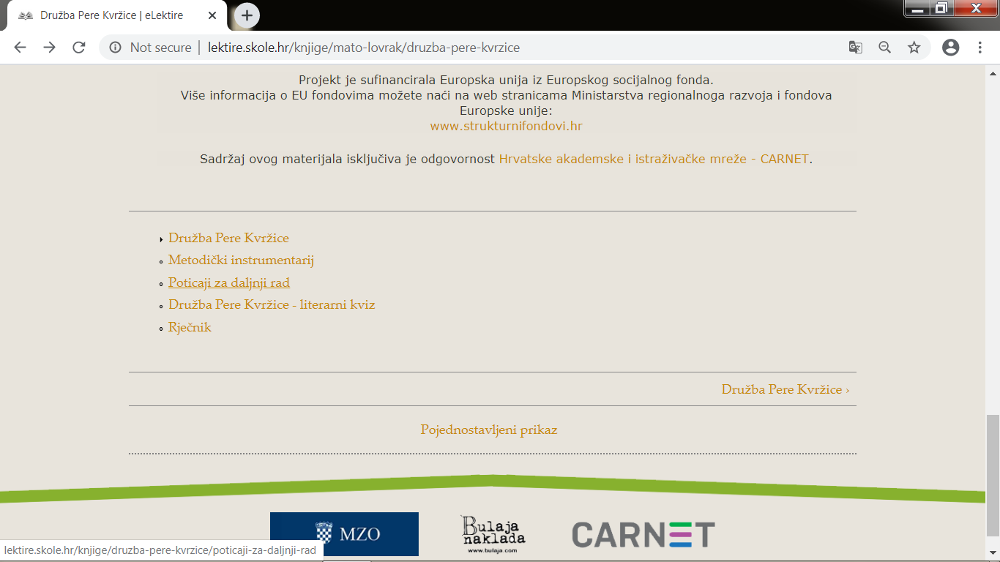 Družba Pere Kvržice | eLektire
Not secure | lektire.skole.hr/knjige/mato-lovrak/druzba-pere-kvrzice
Projekt je sufinancirala Europska unija iz Europskog socijalnog fonda.
Više informacija o EU fondovima možete naći na web stranicama Ministarstva regionalnoga razvoja i fondova
Europske unije:
www.strukturnifondovi.hr
Sadržaj ovog materijala isključiva je odgovornost Hrvatske akademske i istraživačke mreže - CARNET.
Družba Pere Kvržice
Metodički instrumentarij
Poticaji za daljnji rad
Družba Pere Kvržice - literarni kviz
Rječnik
Družba Pere Kvržice ›
Pojednostavljeni prikaz
MZO
Bulaja
naklada
www.bulaja.com
CARNET
lektire.skole.hr/knjige/druzba-pere-kvrzice/poticaji-za-daljnji-rad